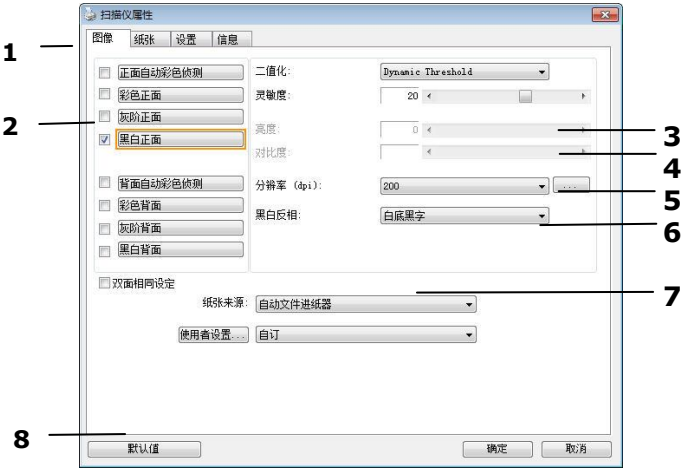 扫描仪属性
图像 纸张 设置 信息
1
正面自动彩色侦测 二值化: Dynamic Threshold
彩色正面 灵敏度: 20
2 灰阶正面 亮度: 0 3
黑白正面 对比度: 4
背面自动彩色侦测 分辨率 (dpi): 200 ... 5
彩色背面 黑白反相: 白底黑字 6
灰阶背面
黑白背面
双面相同设定 7
纸张来源: 自动文件进纸器
使用者设置... 自订
8
默认值 确定 取消